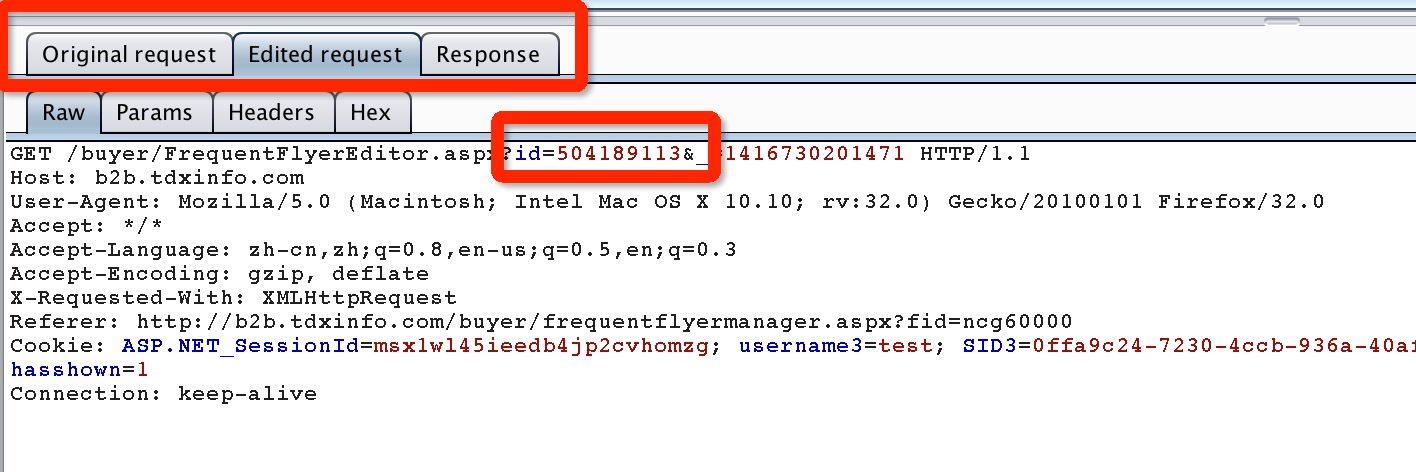 Original request Edited request Response
Raw Params Headers Hex
GET /buyer/FrequentFlyerEditor.aspx?id=504189113&_=1416730201471 HTTP/1.1
Host: b2b.tdxinfo.com
User-Agent: Mozilla/5.0 (Macintosh; Intel Mac OS X 10.10; rv:32.0) Gecko/20100101 Firefox/32.0
Accept: */*
Accept-Language: zh-cn,zh;q=0.8,en-us;q=0.5,en;q=0.3
Accept-Encoding: gzip, deflate
X-Requested-With: XMLHttpRequest
Referer: http://b2b.tdxinfo.com/buyer/frequentflyermanager.aspx?fid=ncg60000
Cookie: ASP.NET_SessionId=msx1wl45ieedb4jp2cvhomzg; username3=test; SID3=0ffa9c24-7230-4ccb-936a-40a
hasshown=1
Connection: keep-alive